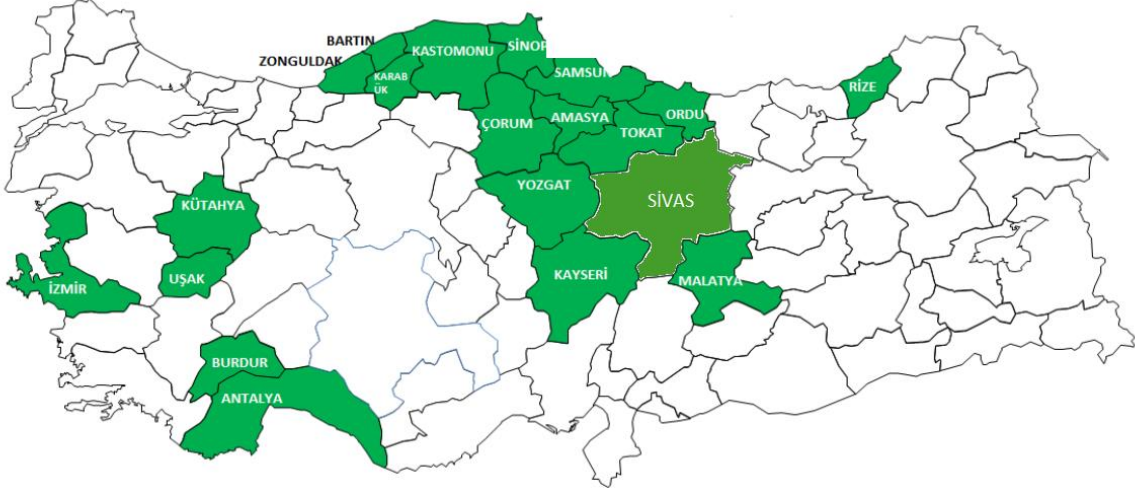 BARTIN
ZONGULDAK
KARAB
ÜK
KASTOMONU
SİNOP
SAMSUN
ÇORUM
AMASYA
TOKAT
ORDU
RİZE
YOZGAT
SİVAS
KÜTAHYA
UŞAK
İZMİR
KAYSERİ
MALATYA
BURDUR
ANTALYA